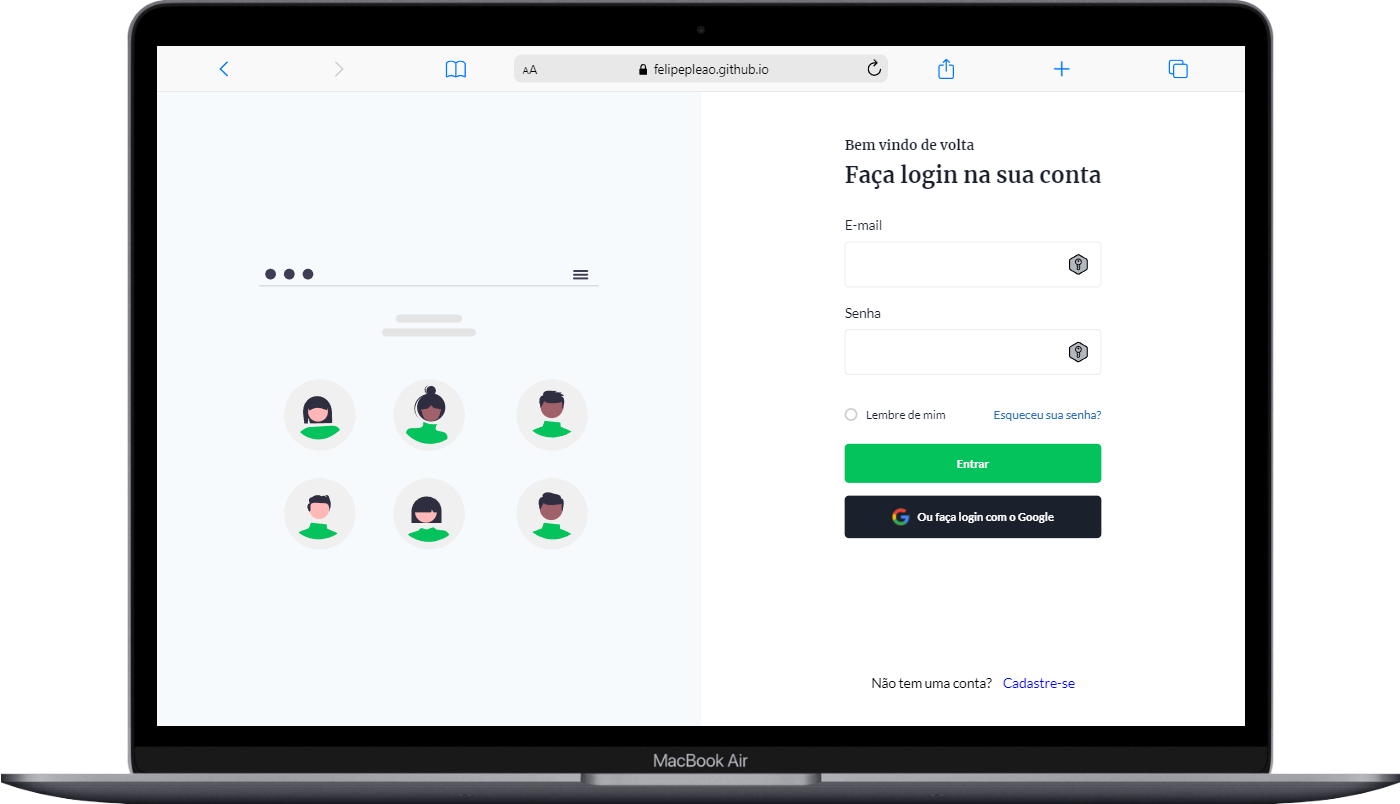 AA felipepleao.github.io
Bem vindo de volta
Faça login na sua conta
E-mail
Senha
Lembre de mim Esqueceu sua senha?
Entrar
Ou faça login com o Google
Não tem uma conta? Cadastre-se
MacBook Air